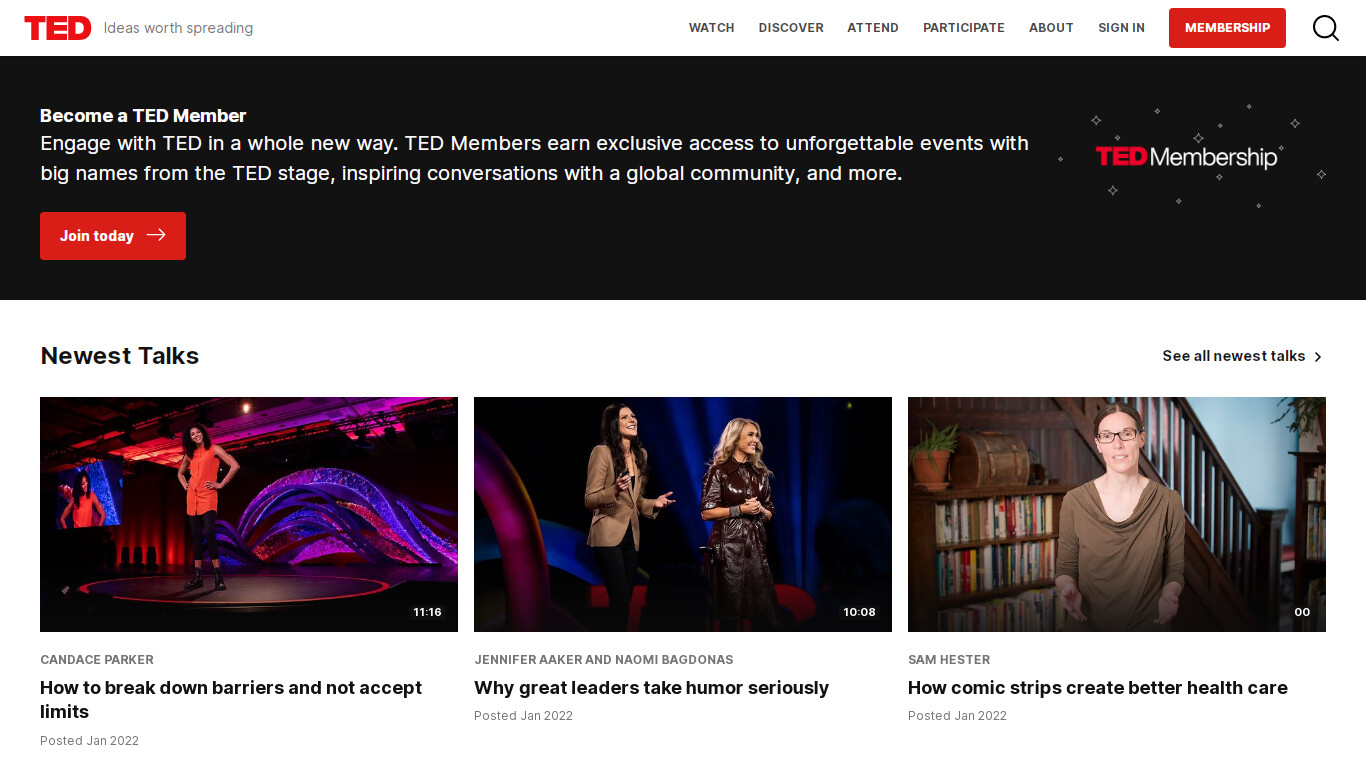 TED Ideas worth spreading WATCH DISCOVER ATTEND PARTICIPATE ABOUT SIGN IN MEMBERSHIP
Become a TED Member
Engage with TED in a whole new way. TED Members earn exclusive access to unforgettable events with
big names from the TED stage, inspiring conversations with a global community, and more.
TED Membership
Join today
Newest Talks
See all newest talks
11:16
10:08
00
CANDACE PARKER
How to break down barriers and not accept
limits
Posted Jan 2022
JENNIFER AAKER AND NAOMI BAGDONAS
Why great leaders take humor seriously
Posted Jan 2022
SAM HESTER
How comic strips create better health care
Posted Jan 2022